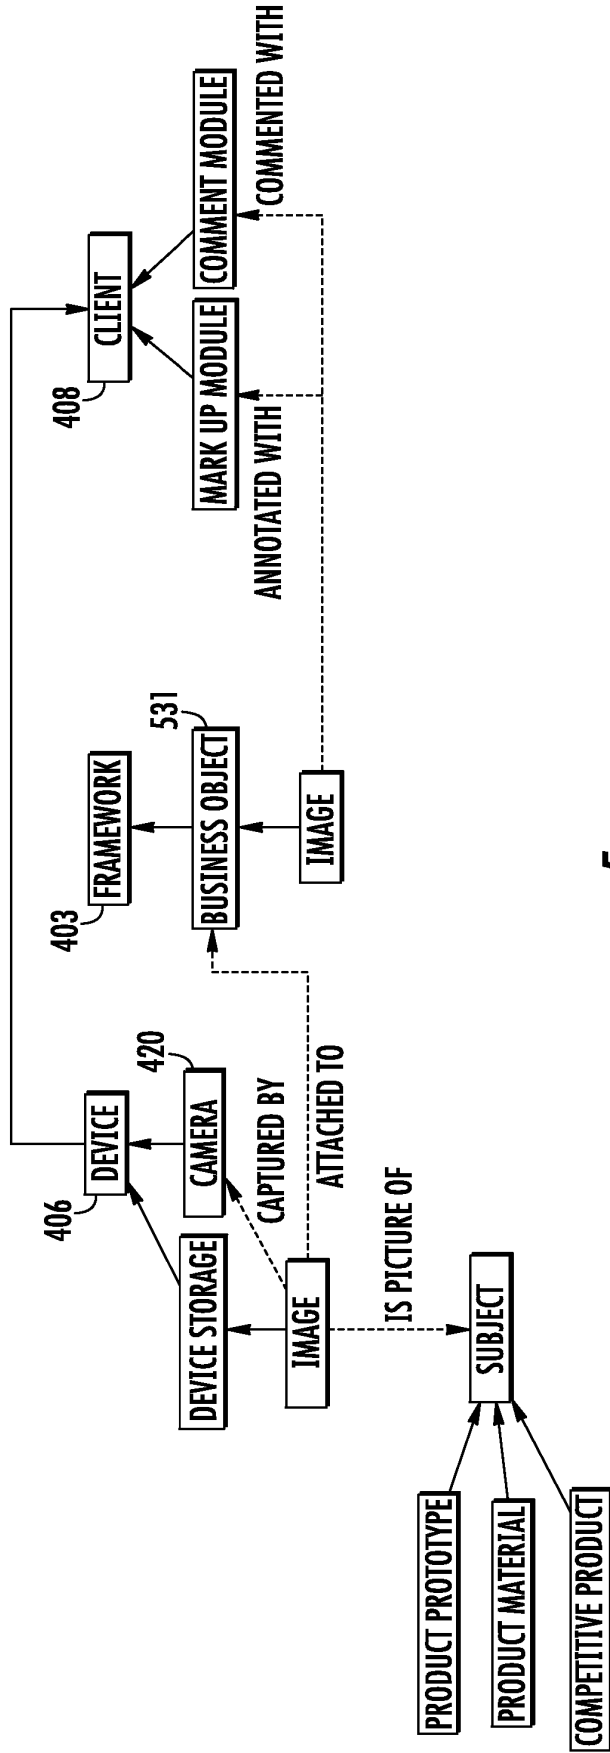 408
CLIENT
MARK UP MODULE
COMMENT MODULE
ANNOTATED WITH
COMMENTED WITH
403
FRAMEWORK
BUSINESS OBJECT
531
IMAGE
406
DEVICE
DEVICE STORAGE
CAMERA
420
CAPTURED BY
IMAGE
ATTACHED TO
IS PICTURE OF
SUBJECT
PRODUCT PROTOTYPE
PRODUCT MATERIAL
COMPETITIVE PRODUCT